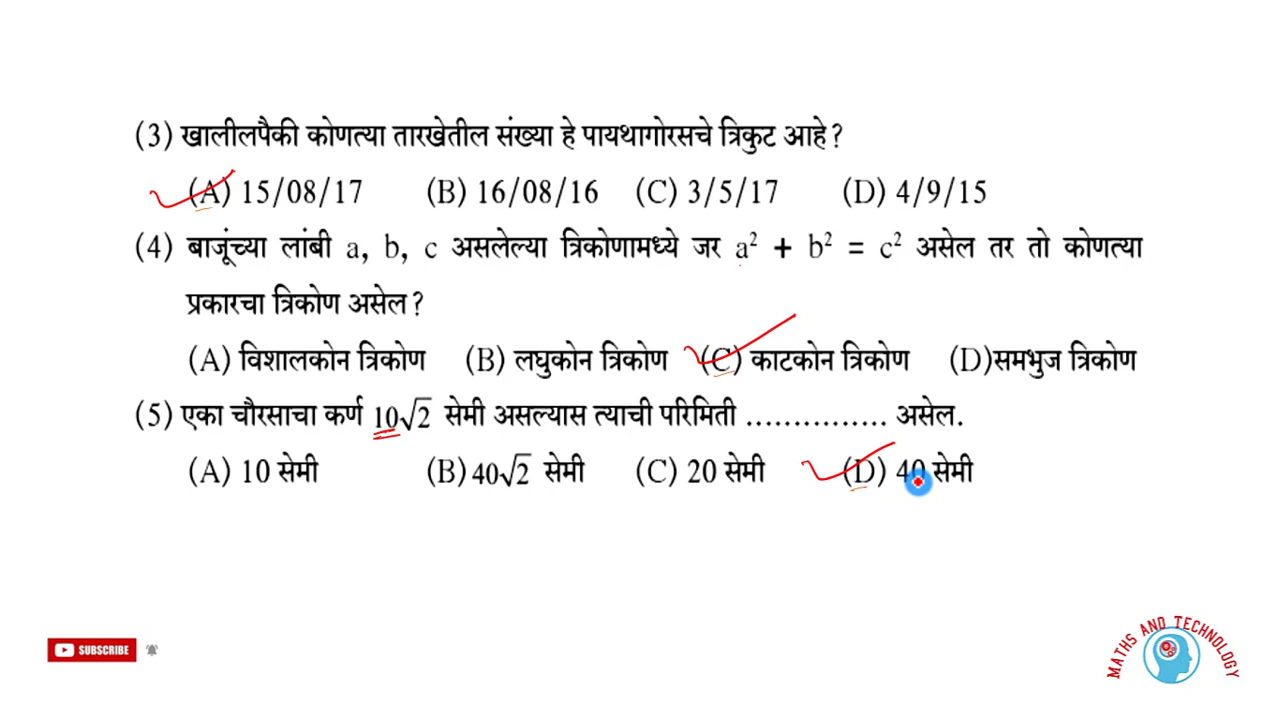 (3) खालीलपैकी कोणत्या तारखेतील संख्या हे पायथागोरसचे त्रिकुट आहे?
(A) 15/08/17 (B) 16/08/16 (C) 3/5/17 (D) 4/9/15
(4) बाजूंच्या लांबी a, b, c असलेल्या त्रिकोणामध्ये जर a² + b² = c² असेल तर तो कोणत्या
प्रकारचा त्रिकोण असेल?
(A) विशालकोन त्रिकोण (B) लघुकोन त्रिकोण (C) काटकोन त्रिकोण (D)समभुज त्रिकोण
(5) एका चौरसाचा कर्ण 10√2 सेमी असल्यास त्याची परिमिती ............... असेल.
(A) 10 सेमी (B) 40√2 सेमी (C) 20 सेमी (D) 40 सेमी
SUBSCRIBE
MATHS AND TECHNOLOGY